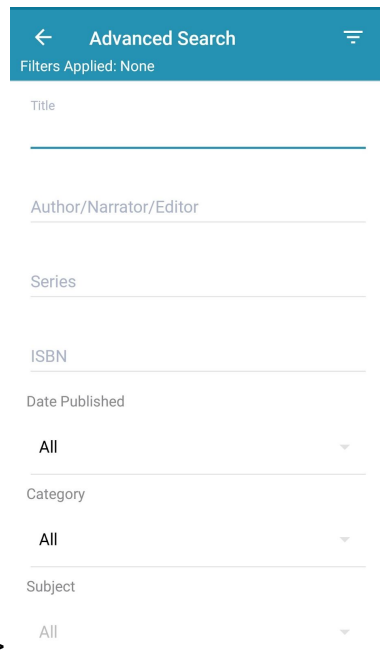 Advanced Search
Filters Applied: None
Title
Author/Narrator/Editor
Series
ISBN
Date Published
All
Category
All
Subject
All